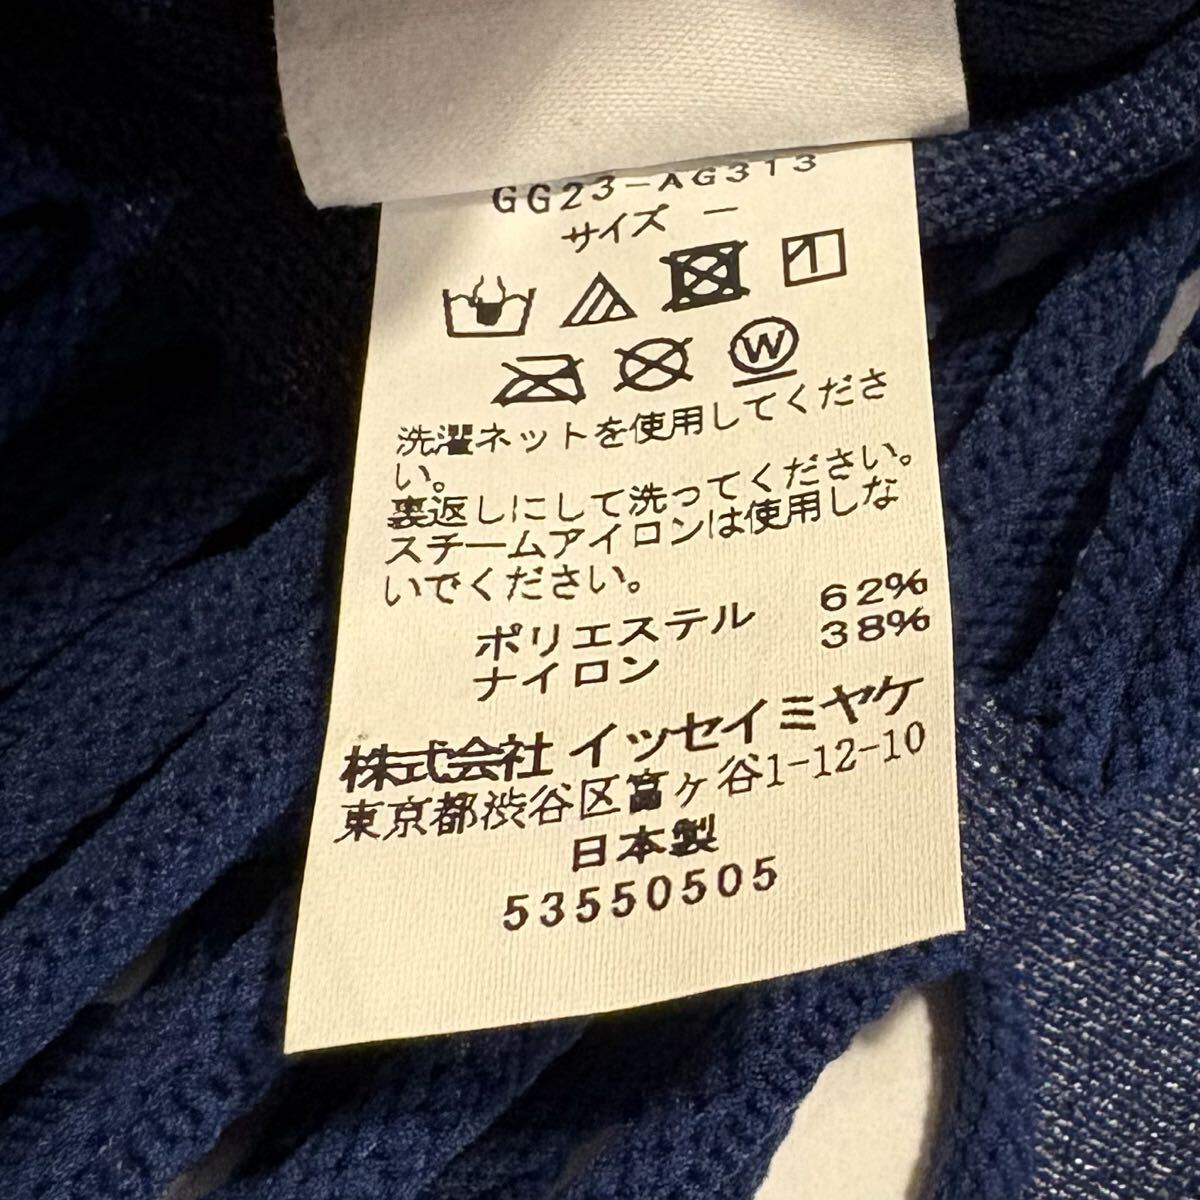 GG23-AG313
サイズ －
W
洗濯ネットを使用してくださ
い。
裏返しにして洗ってください。
スチームアイロンは使用しな
いでください。
ポリエステル 62%
ナイロン 38%
株式会社イッセイミヤケ
東京都渋谷区富ヶ谷1-12-10
日本製
53550505